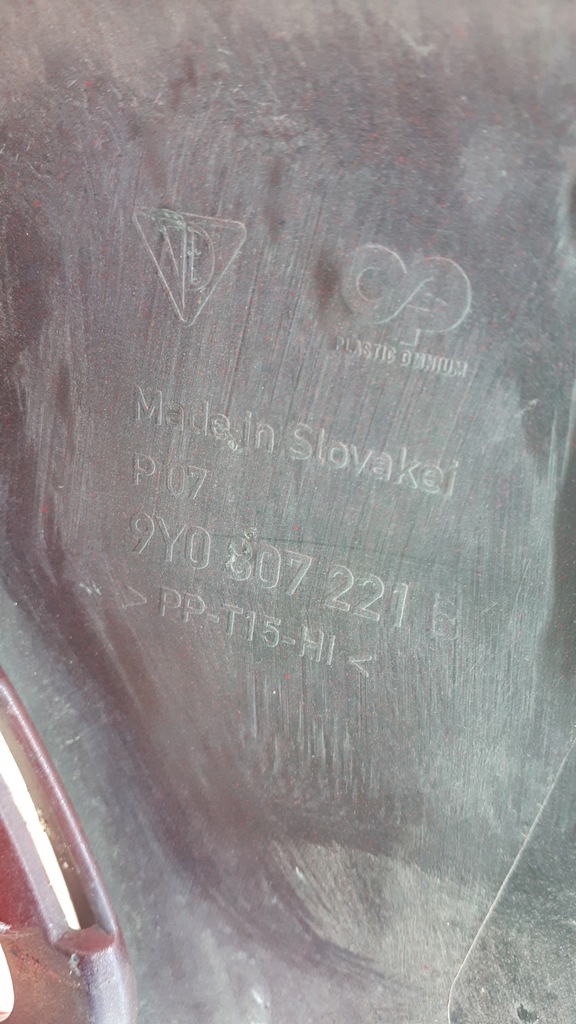 PLASTIC OMNIUM
Made in Slovakei
P 07
9Y0 807 221
> PP-T15-HI <